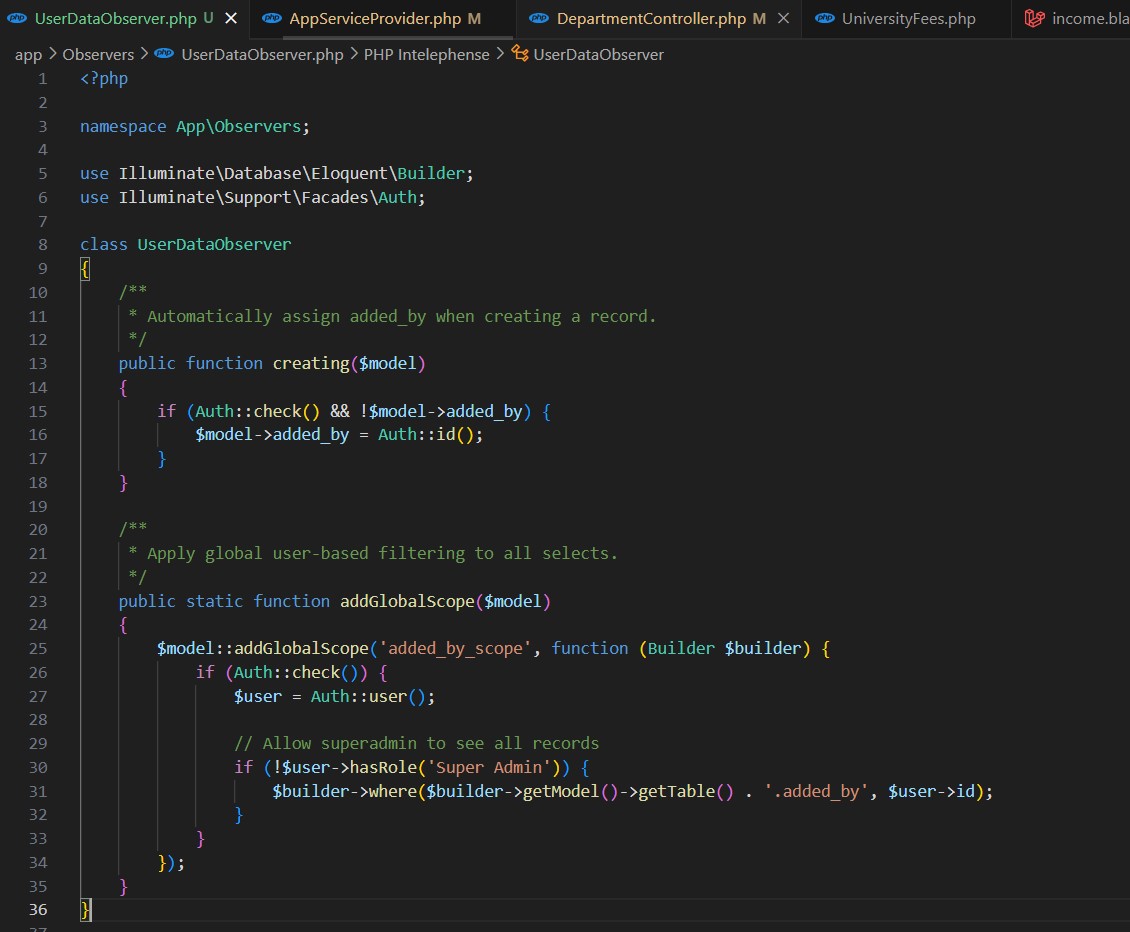 php UserDataObserver.php U × php AppServiceProvider.php M php DepartmentController.php M × php UniversityFees.php income.bla
app > Observers > php UserDataObserver.php > PHP Intelephense > UserDataObserver
1 <?php
2
3 namespace App\Observers;
4
5 use Illuminate\Database\Eloquent\Builder;
6 use Illuminate\Support\Facades\Auth;
7
8 class UserDataObserver
9 {
10 /**
11 * Automatically assign added_by when creating a record.
12 */
13 public function creating($model)
14 {
15 if (Auth::check() && !$model->added_by) {
16 $model->added_by = Auth::id();
17 }
18 }
19
20 /**
21 * Apply global user-based filtering to all selects.
22 */
23 public static function addGlobalScope($model)
24 {
25 $model::addGlobalScope('added_by_scope', function (Builder $builder) {
26 if (Auth::check()) {
27 $user = Auth::user();
28
29 // Allow superadmin to see all records
30 if (!$user->hasRole('Super Admin')) {
31 $builder->where($builder->getModel()->getTable() . '.added_by', $user->id);
32 }
33 }
34 });
35 }
36 }
37